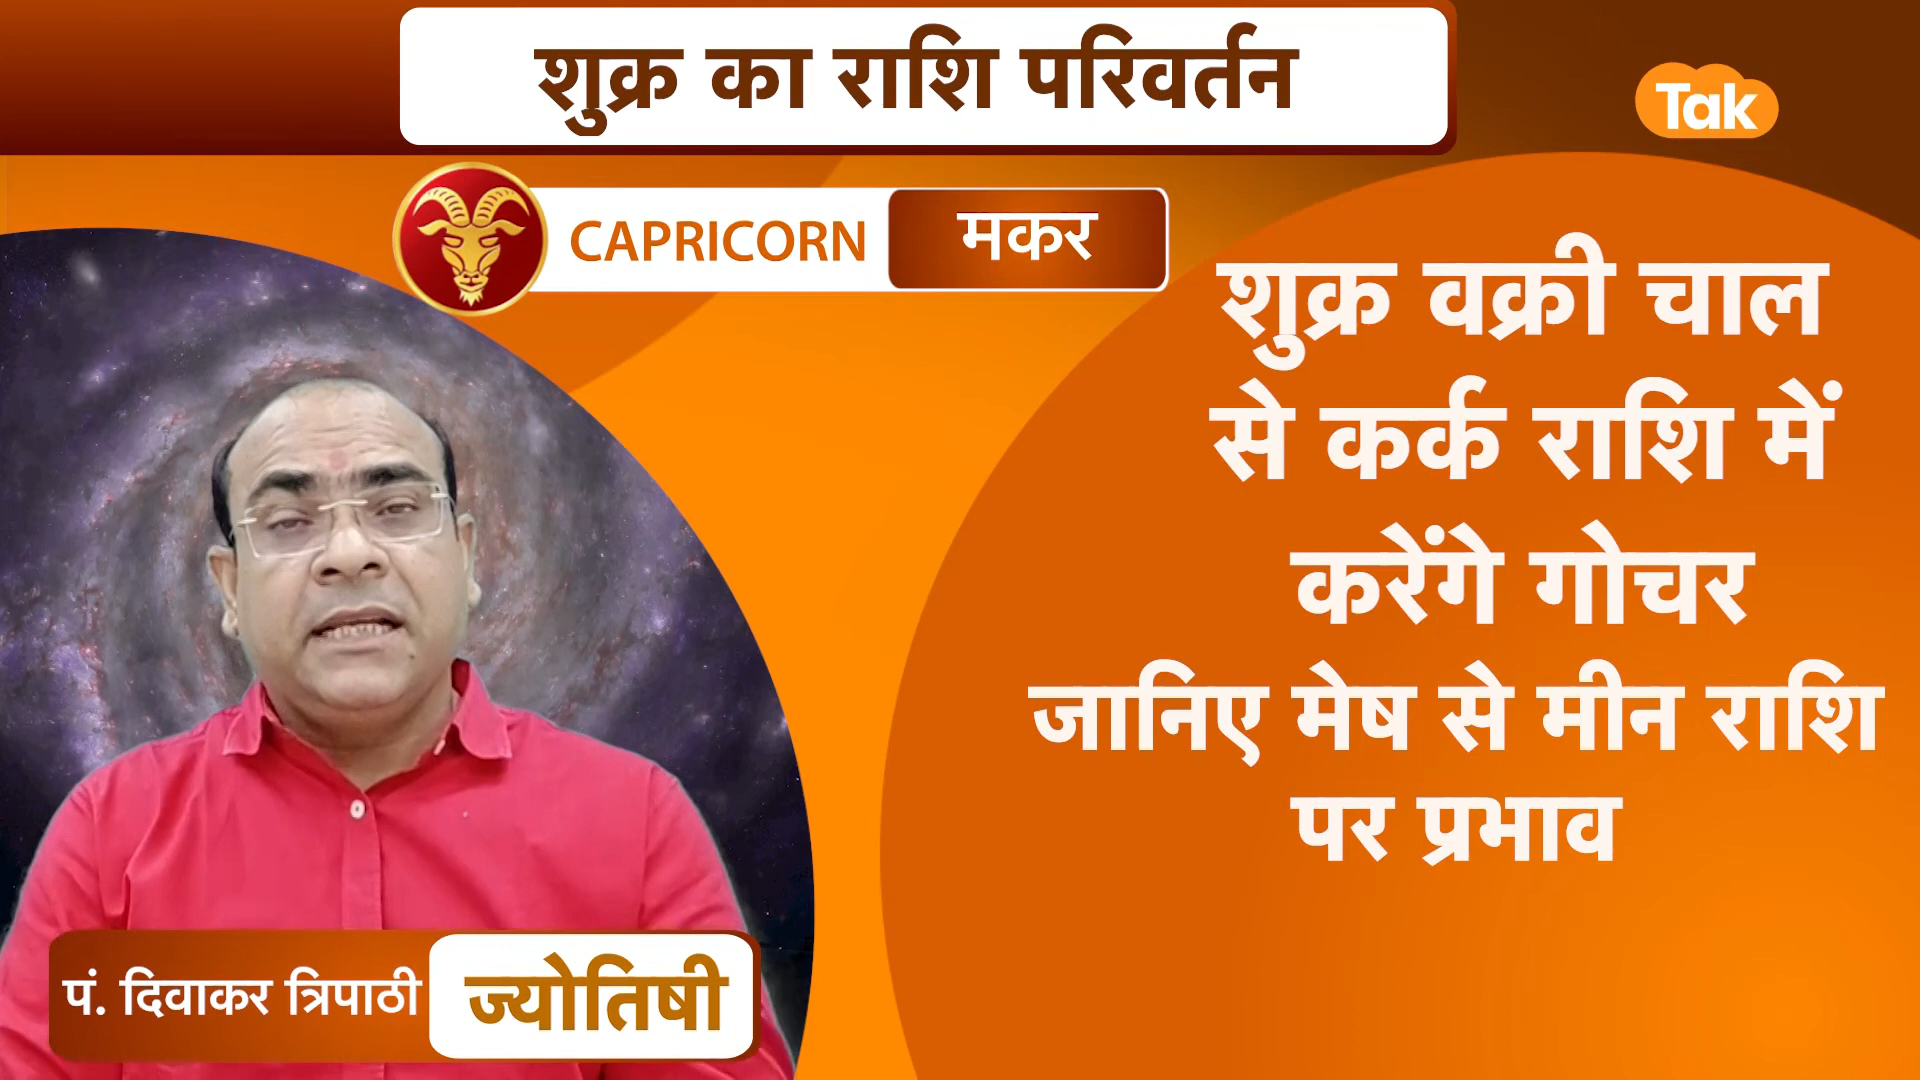 शुक्र का राशि परिवर्तन
Tak
CAPRICORN मकर
शुक्र वक्री चाल
से कर्क राशि में
करेंगे गोचर
जानिए मेष से मीन राशि
पर प्रभाव
पं. दिवाकर त्रिपाठी ज्योतिषी